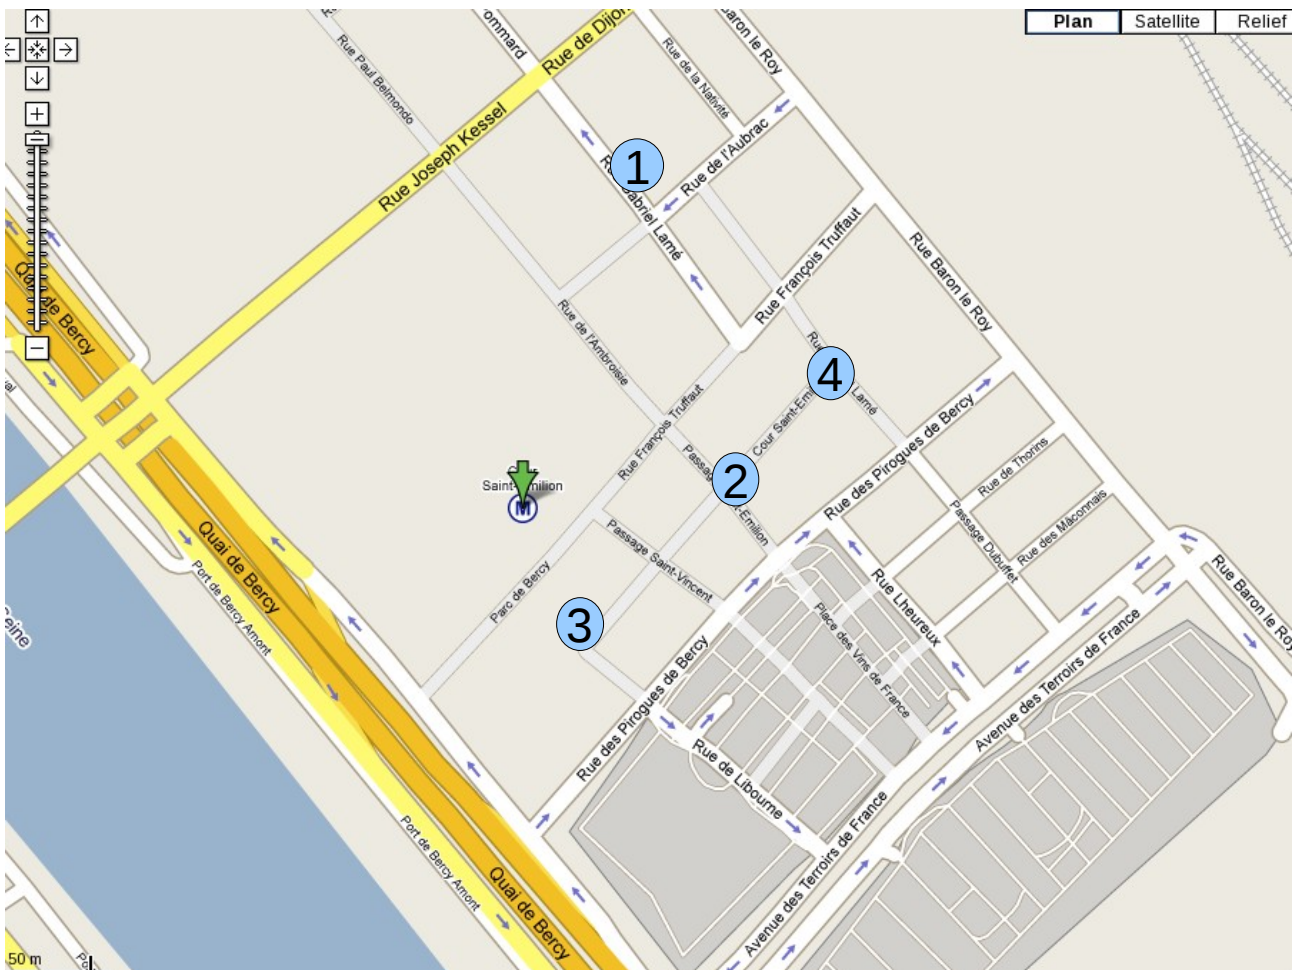 Plan
Satellite
Relief
ommard
Baron le Roy
Rue de Dijon
Rue Paul Belmondo
Rue de la Nativité
Rue Joseph Kessel
1
Rue de l'Aubrac
Gabriel Lamé
Rue François Truffaut
Rue Baron le Roy
Quai de Bercy
Rue de l'Ambroisie
4
Lamé
Rue François Truffaut
Cour Saint-Em
Passag
2
t-Emilion
Saint-Emilion
M
Rue des Pirogues de Bercy
Rue de Thorins
Rue des Mâconnais
Passage Dubuffet
Quai de Bercy
Port de Bercy Amont
Passage Saint-Vincent
Parc de Bercy
Rue Lheureux
Rue Baron le Roy
Place des Vins de France
Avenue des Terroirs de France
3
Seine
Rue des Pirogues de Bercy
Rue de Libourne
Port de Bercy Amont
Quai de Bercy
Avenue des Terroirs de France
50 m